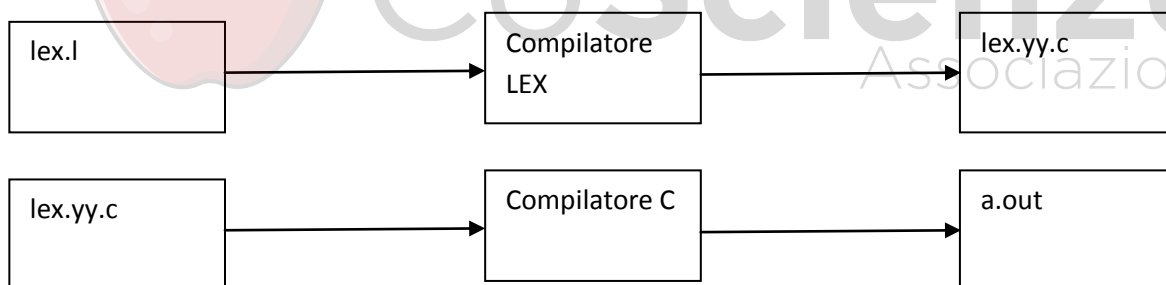 lex.l
Compilatore
LEX
lex.yy.c
Associazio
lex.yy.c
Compilatore C
a.out